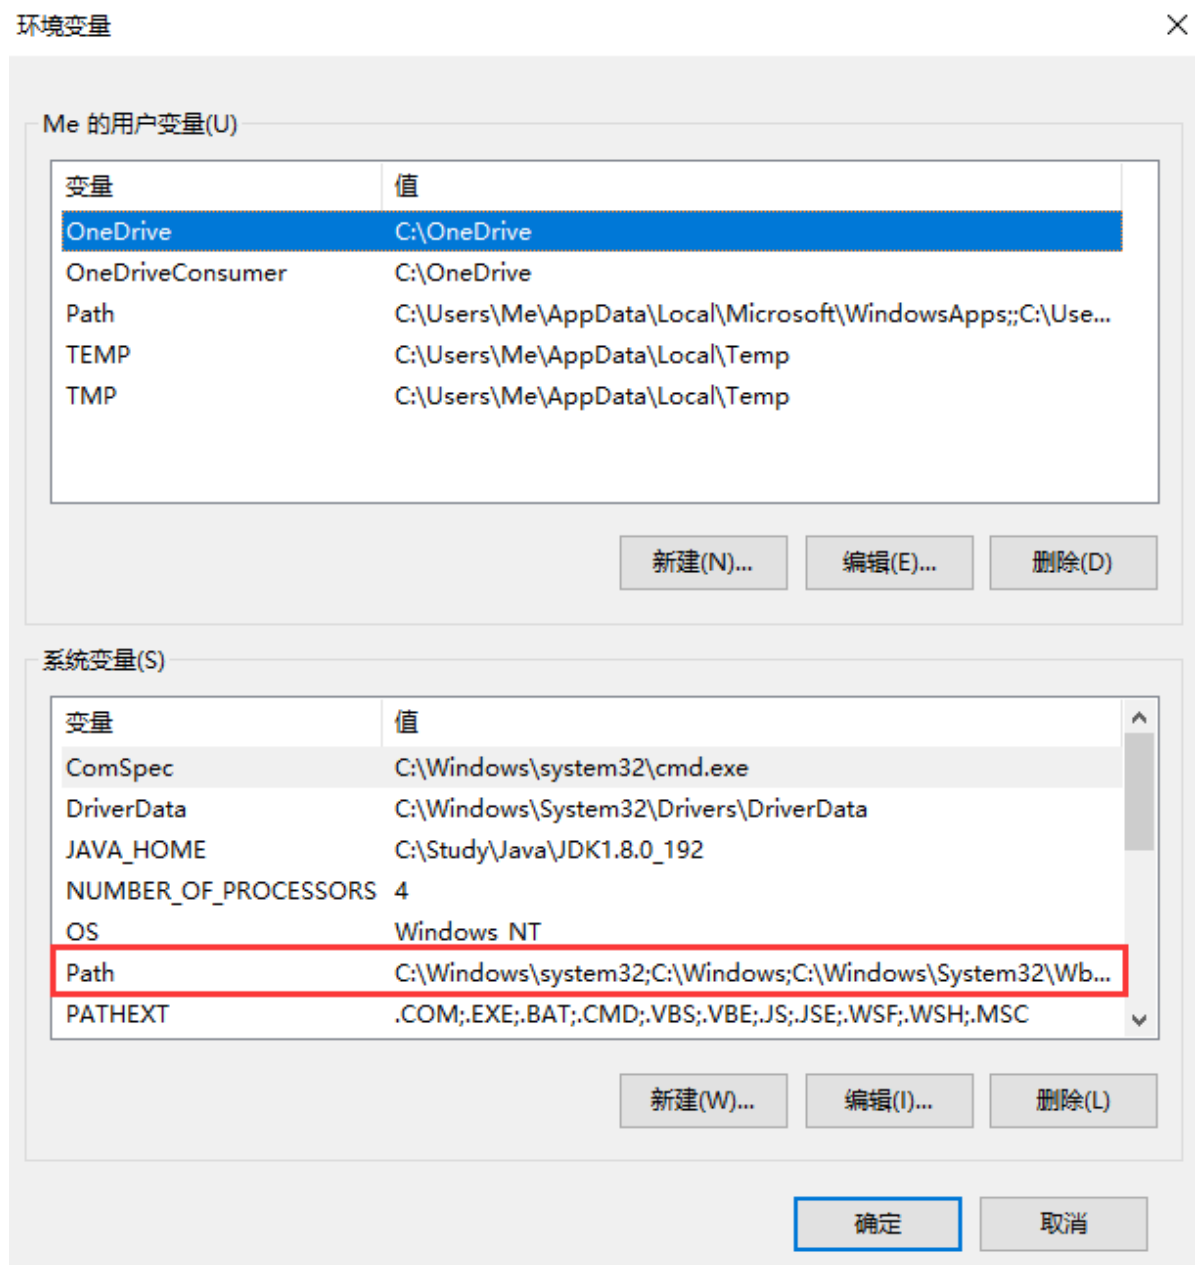 环境变量
Me 的用户变量(U)
变量 值
OneDrive C:\OneDrive
OneDriveConsumer C:\OneDrive
Path C:\Users\Me\AppData\Local\Microsoft\WindowsApps;;C:\Use...
TEMP C:\Users\Me\AppData\Local\Temp
TMP C:\Users\Me\AppData\Local\Temp
新建(N)... 编辑(E)... 删除(D)
系统变量(S)
变量 值
ComSpec C:\Windows\system32\cmd.exe
DriverData C:\Windows\System32\Drivers\DriverData
JAVA_HOME C:\Study\Java\JDK1.8.0_192
NUMBER_OF_PROCESSORS 4
OS Windows NT
Path C:\Windows\system32;C:\Windows;C:\Windows\System32\Wb...
PATHEXT .COM;.EXE;.BAT;.CMD;.VBS;.VBE;.JS;.JSE;.WSF;.WSH;.MSC
新建(W)... 编辑(I)... 删除(L)
确定 取消